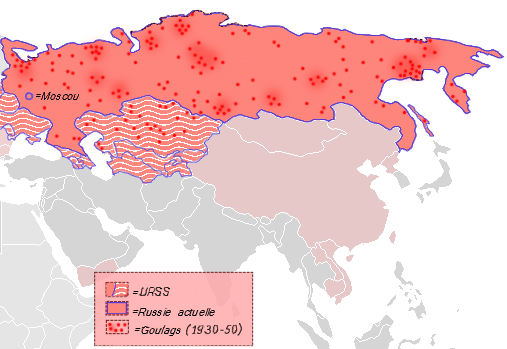 =Moscou
=URSS
=Russie actuelle
=Goulags (1930-50)